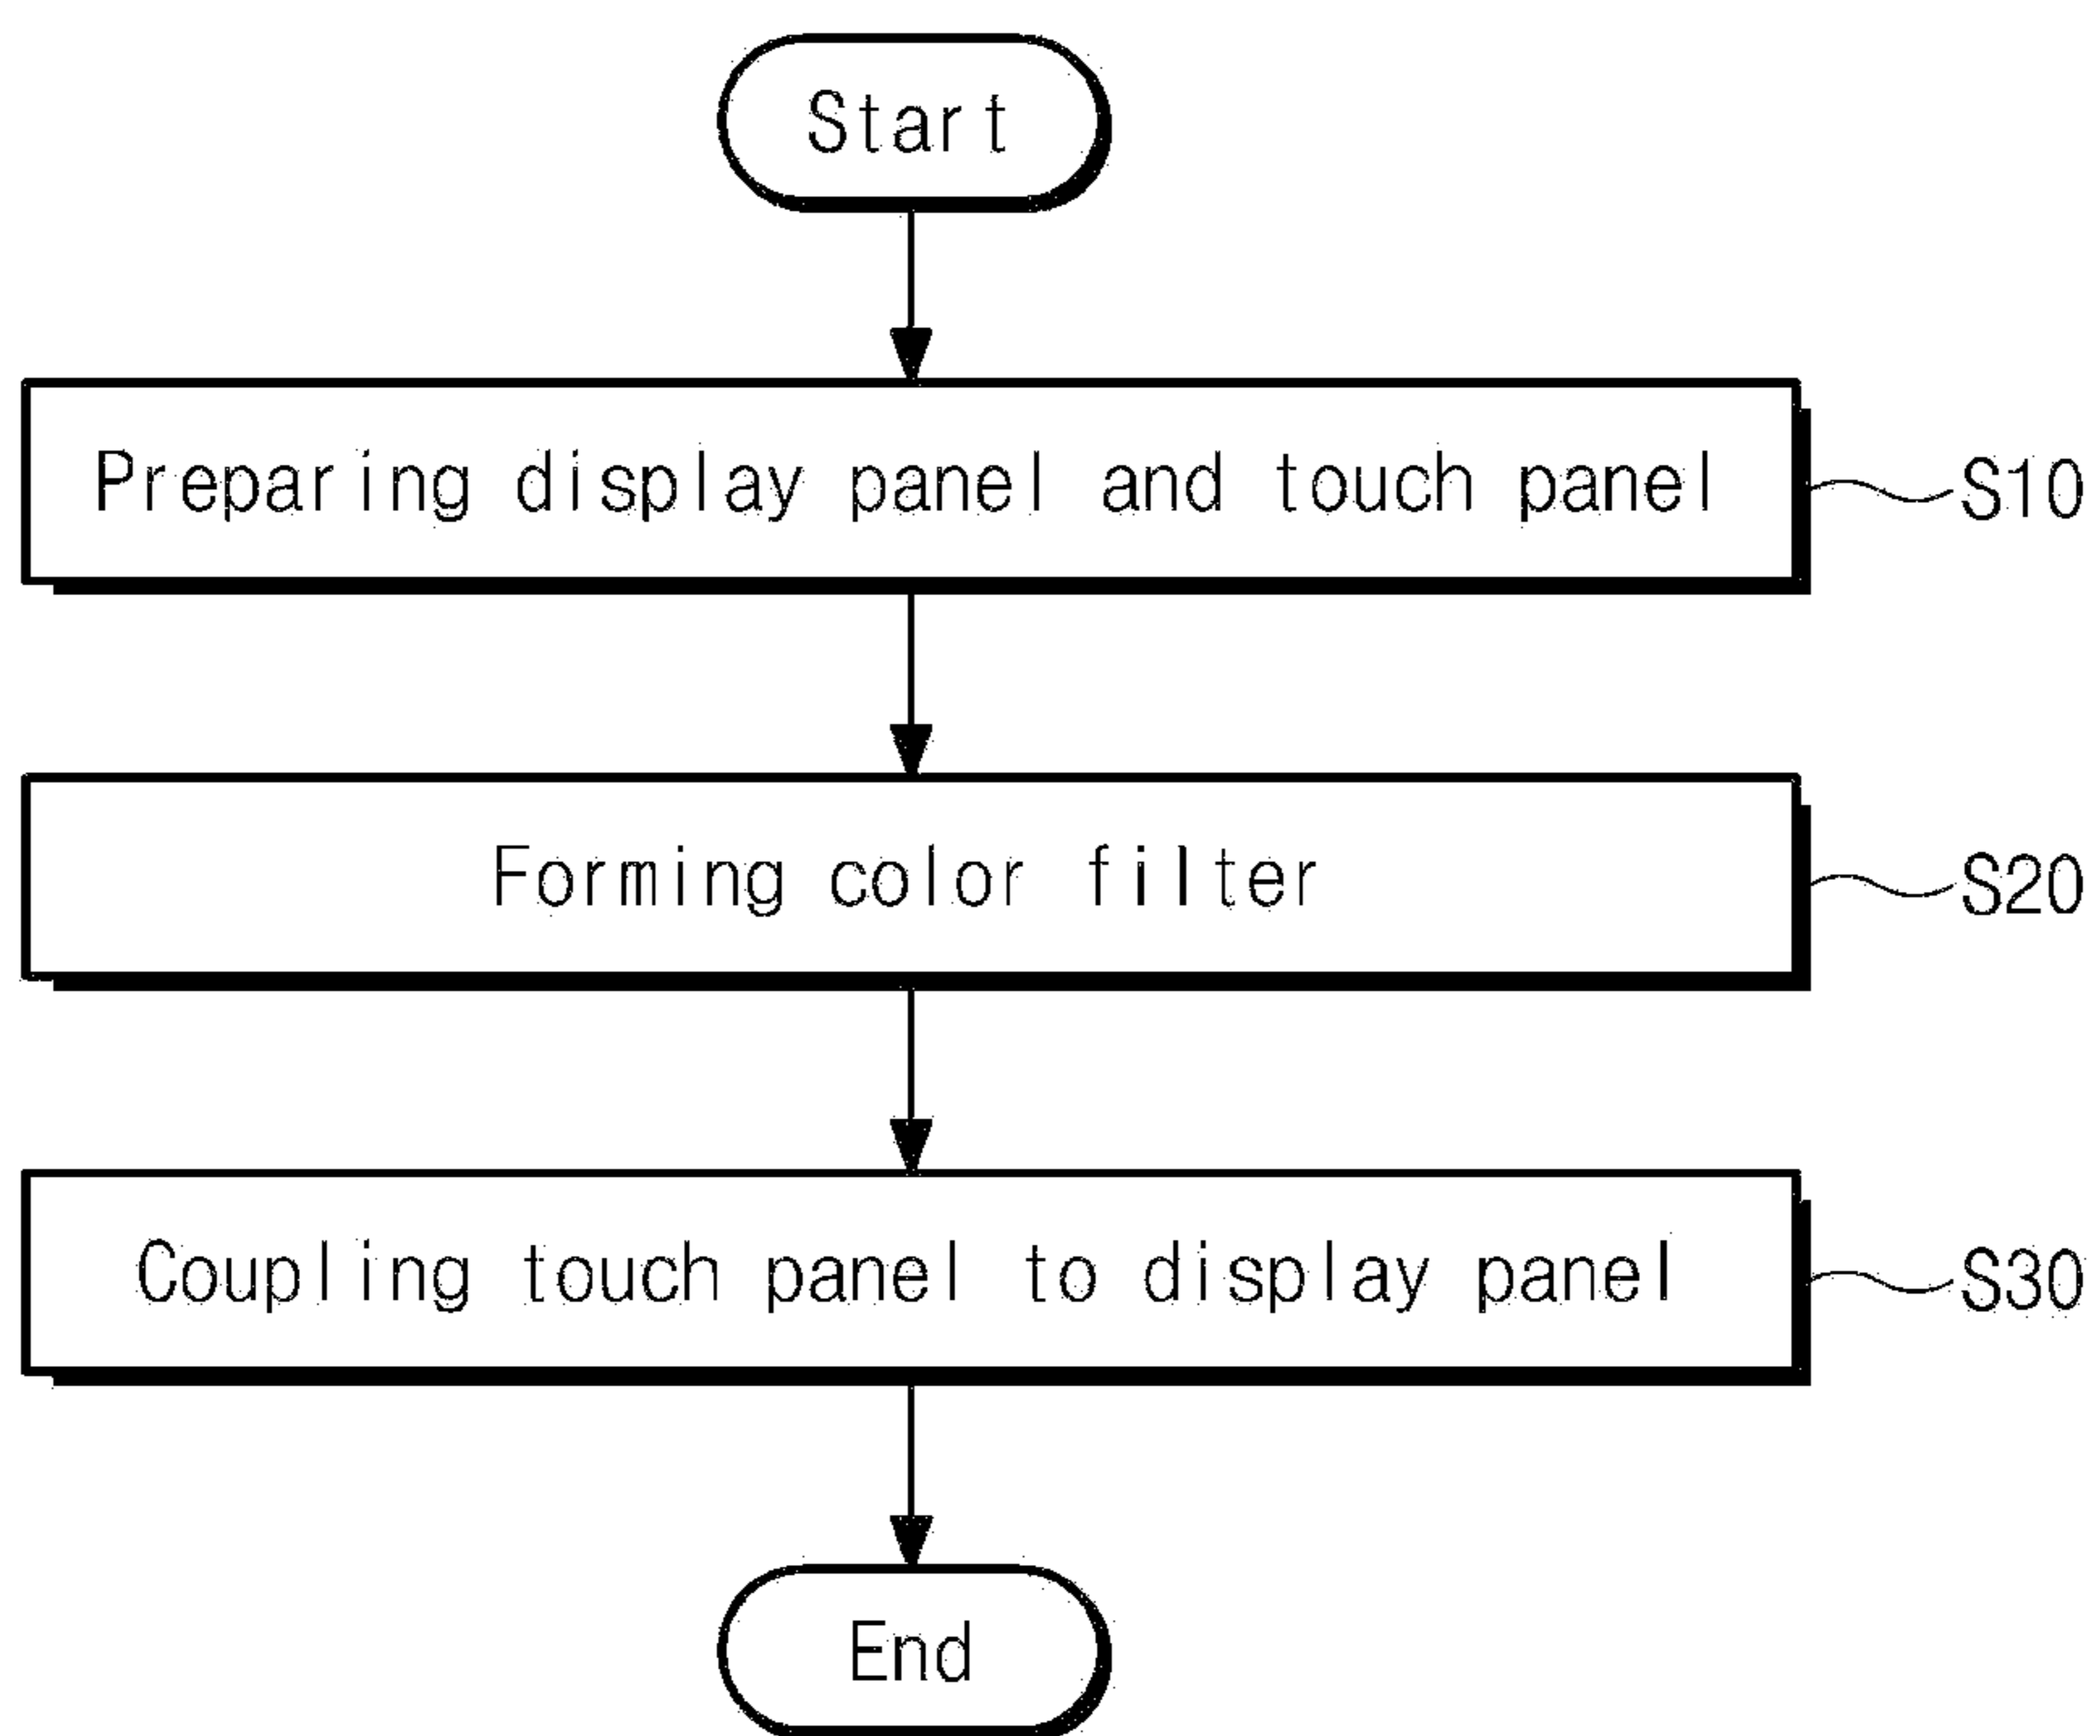 Start
Preparing display panel and touch panel
S10
Forming color filter
S20
Coupling touch panel to display panel
S30
End